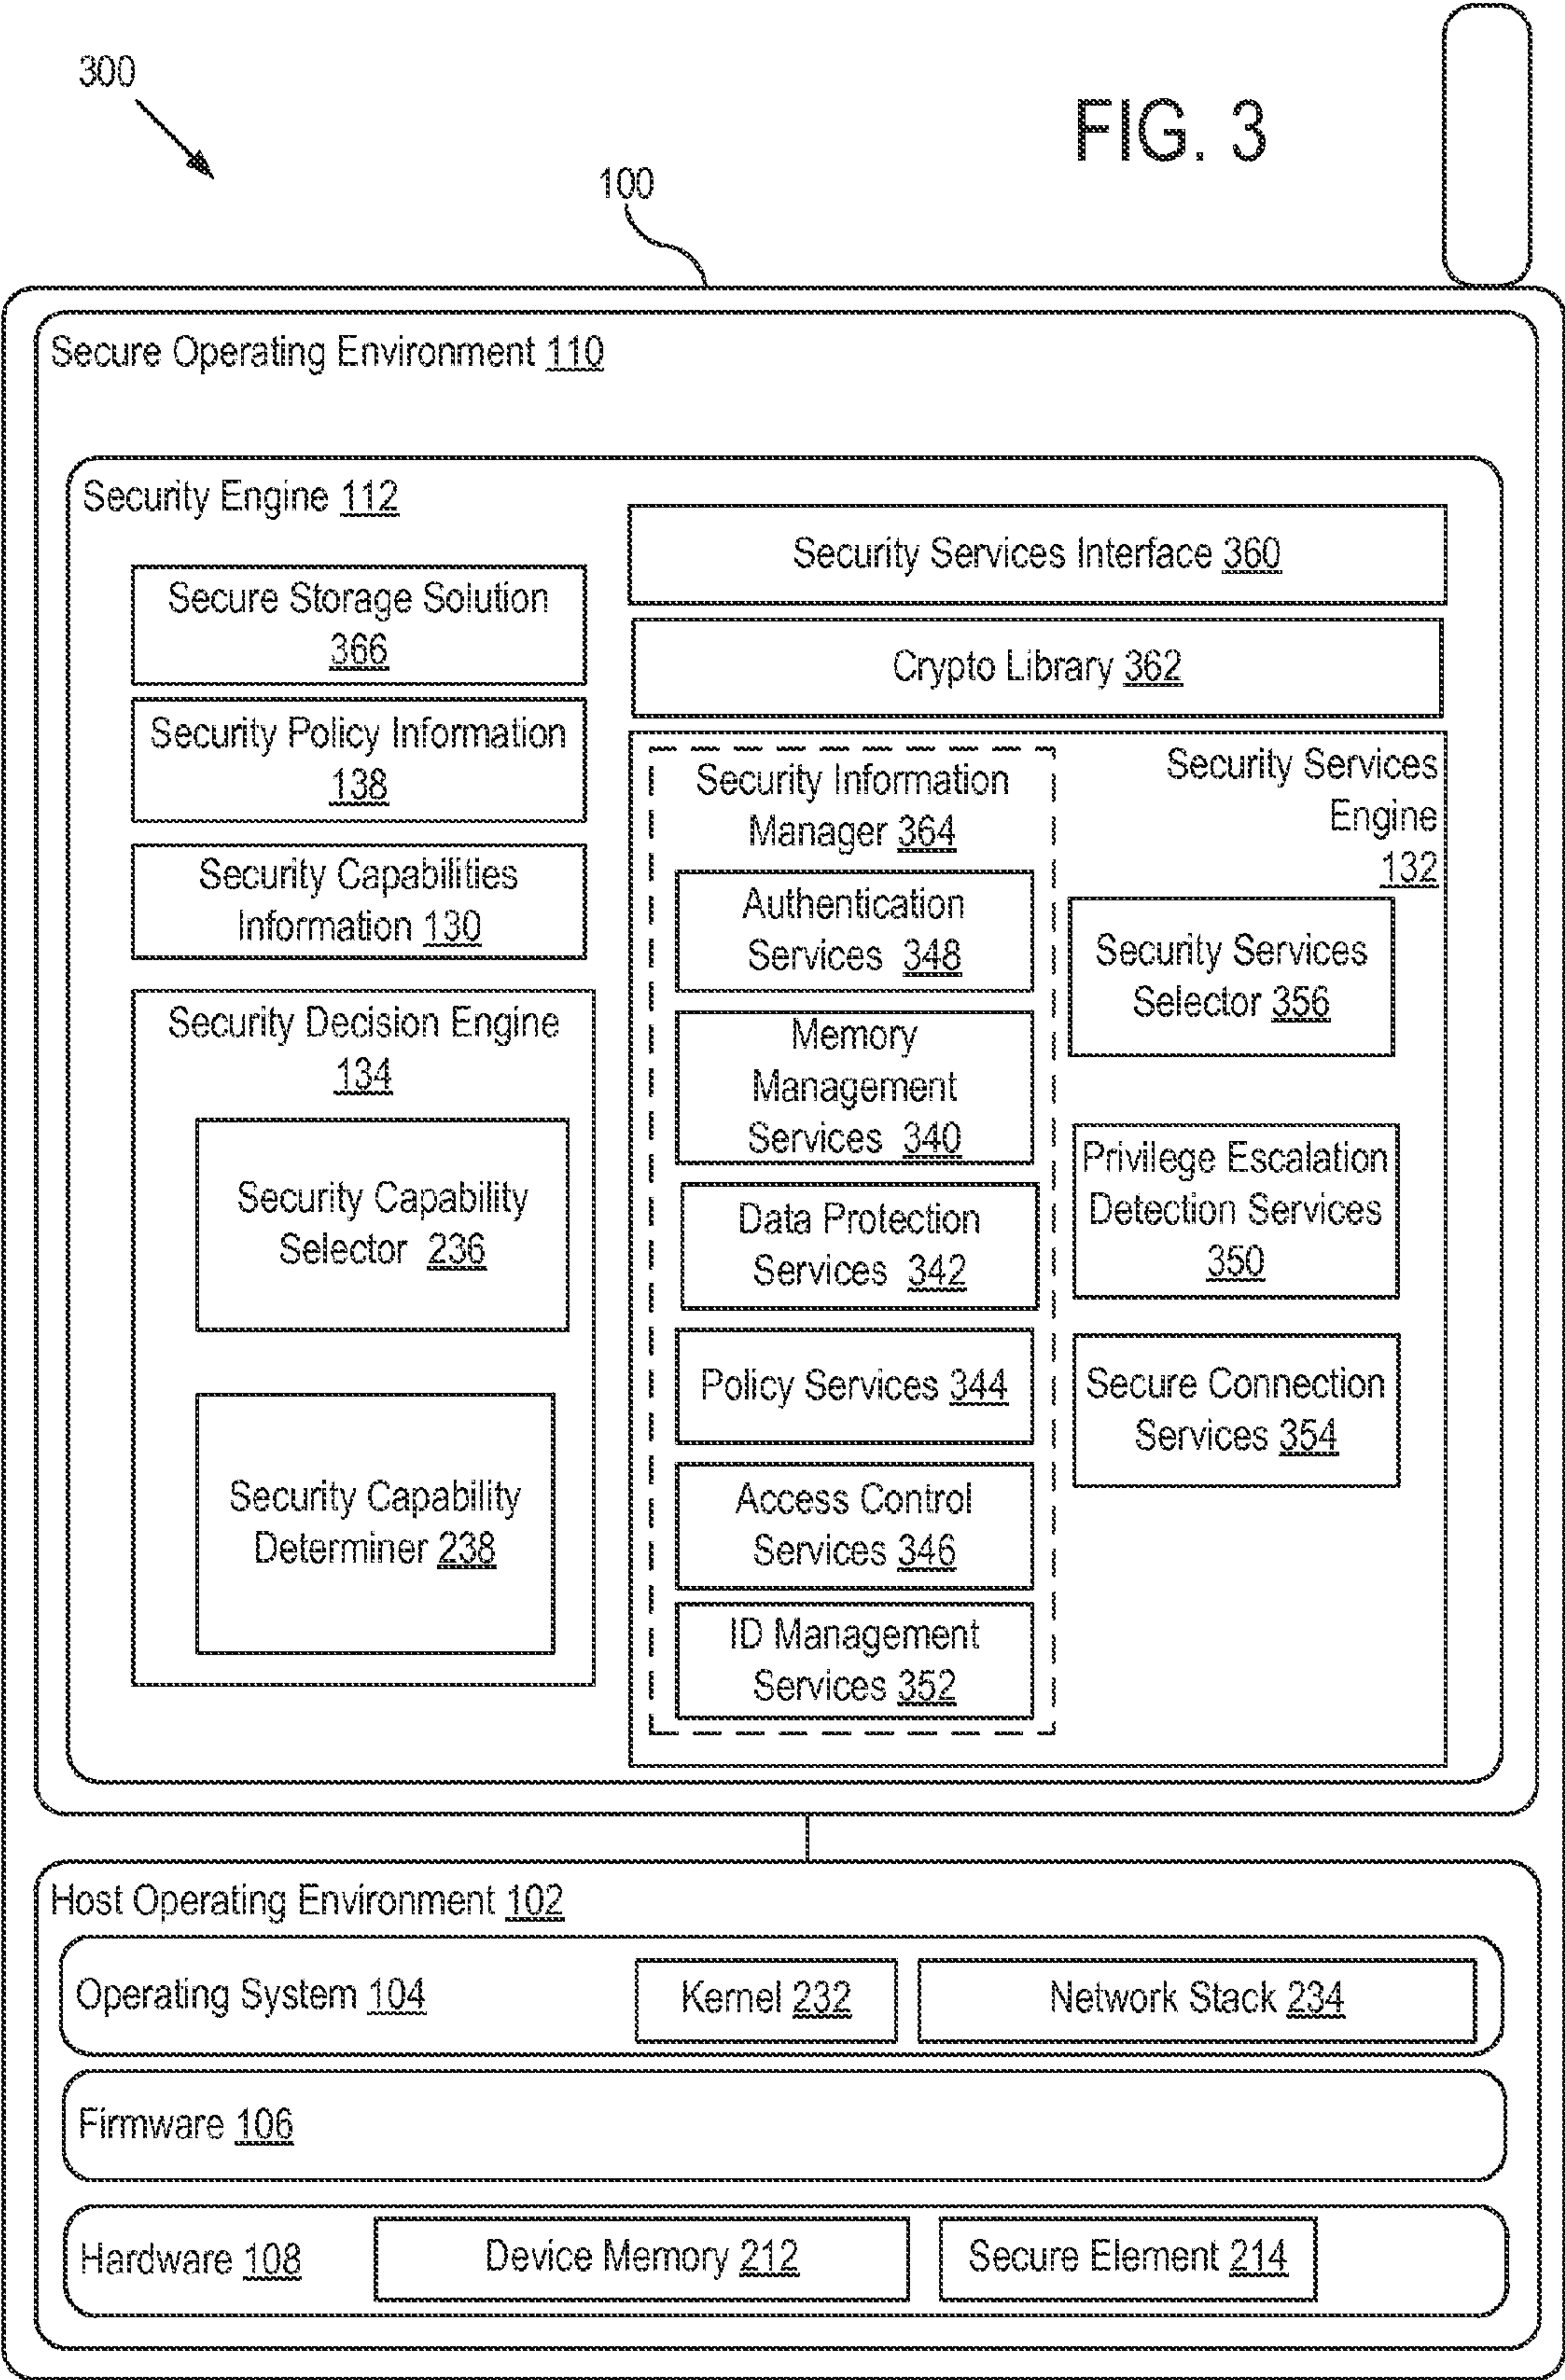 300
FIG. 3
100
Secure Operating Environment 110
Security Engine 112
Secure Storage Solution
366
Security Policy Information
138
Security Capabilities
Information 130
Security Decision Engine
134
Security Capability
Selector 236
Security Capability
Determiner 238
Security Services Interface 360
Crypto Library 362
Security Information
Manager 364
Authentication
Services 348
Memory
Management
Services 340
Data Protection
Services 342
Policy Services 344
Access Control
Services 346
ID Management
Services 352
Security Services
Engine
132
Security Services
Selector 356
Privilege Escalation
Detection Services
350
Secure Connection
Services 354
Host Operating Environment 102
Operating System 104
Kernel 232
Network Stack 234
Firmware 106
Hardware 108
Device Memory 212
Secure Element 214